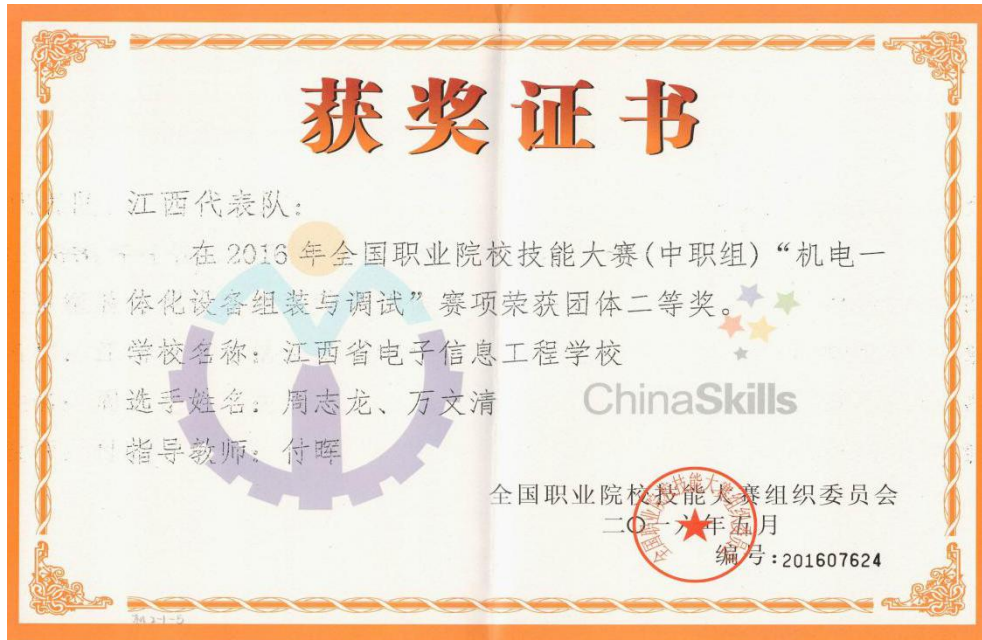 获奖证书
江西代表队:
在2016年全国职业院校技能大赛(中职组)“机电一
体化设备组装与调试”赛项荣获团体二等奖。
学校名称: 江西省电子信息工程学校
选手姓名: 周志龙、万文清
ChinaSkills
指导教师: 付晖
全国职业院校技能大赛组织委员会
二〇一六年五月
编号:201607624